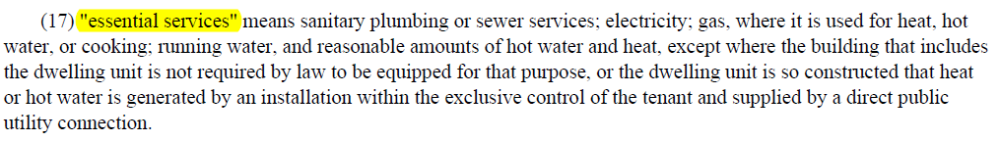 (17) "essential services" means sanitary plumbing or sewer services; electricity; gas, where it is used for heat, hot
water, or cooking; running water, and reasonable amounts of hot water and heat, except where the building that includes
the dwelling unit is not required by law to be equipped for that purpose, or the dwelling unit is so constructed that heat
or hot water is generated by an installation within the exclusive control of the tenant and supplied by a direct public
utility connection.